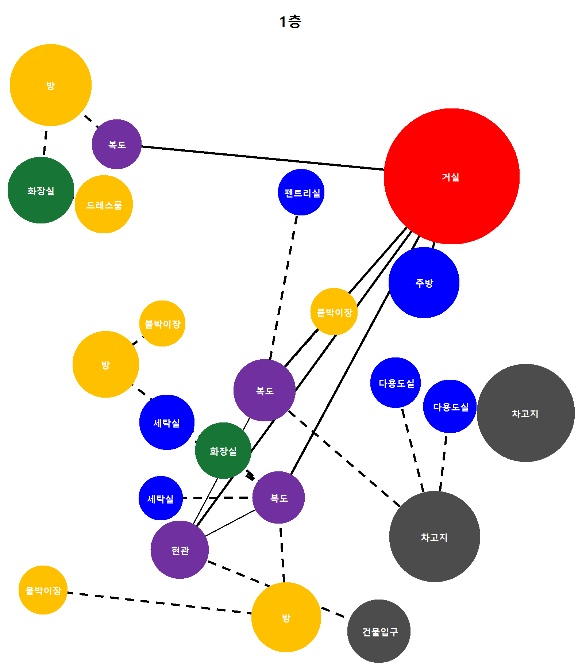 1층
방
복도
거실
화장실
드레스룸
펜트리실
주방
붙박이장
붙박이장
방
복도
다용도실
다용도실
차고지
세탁실
화장실
세탁실
복도
현관
차고지
붙박이장
방
건물입구